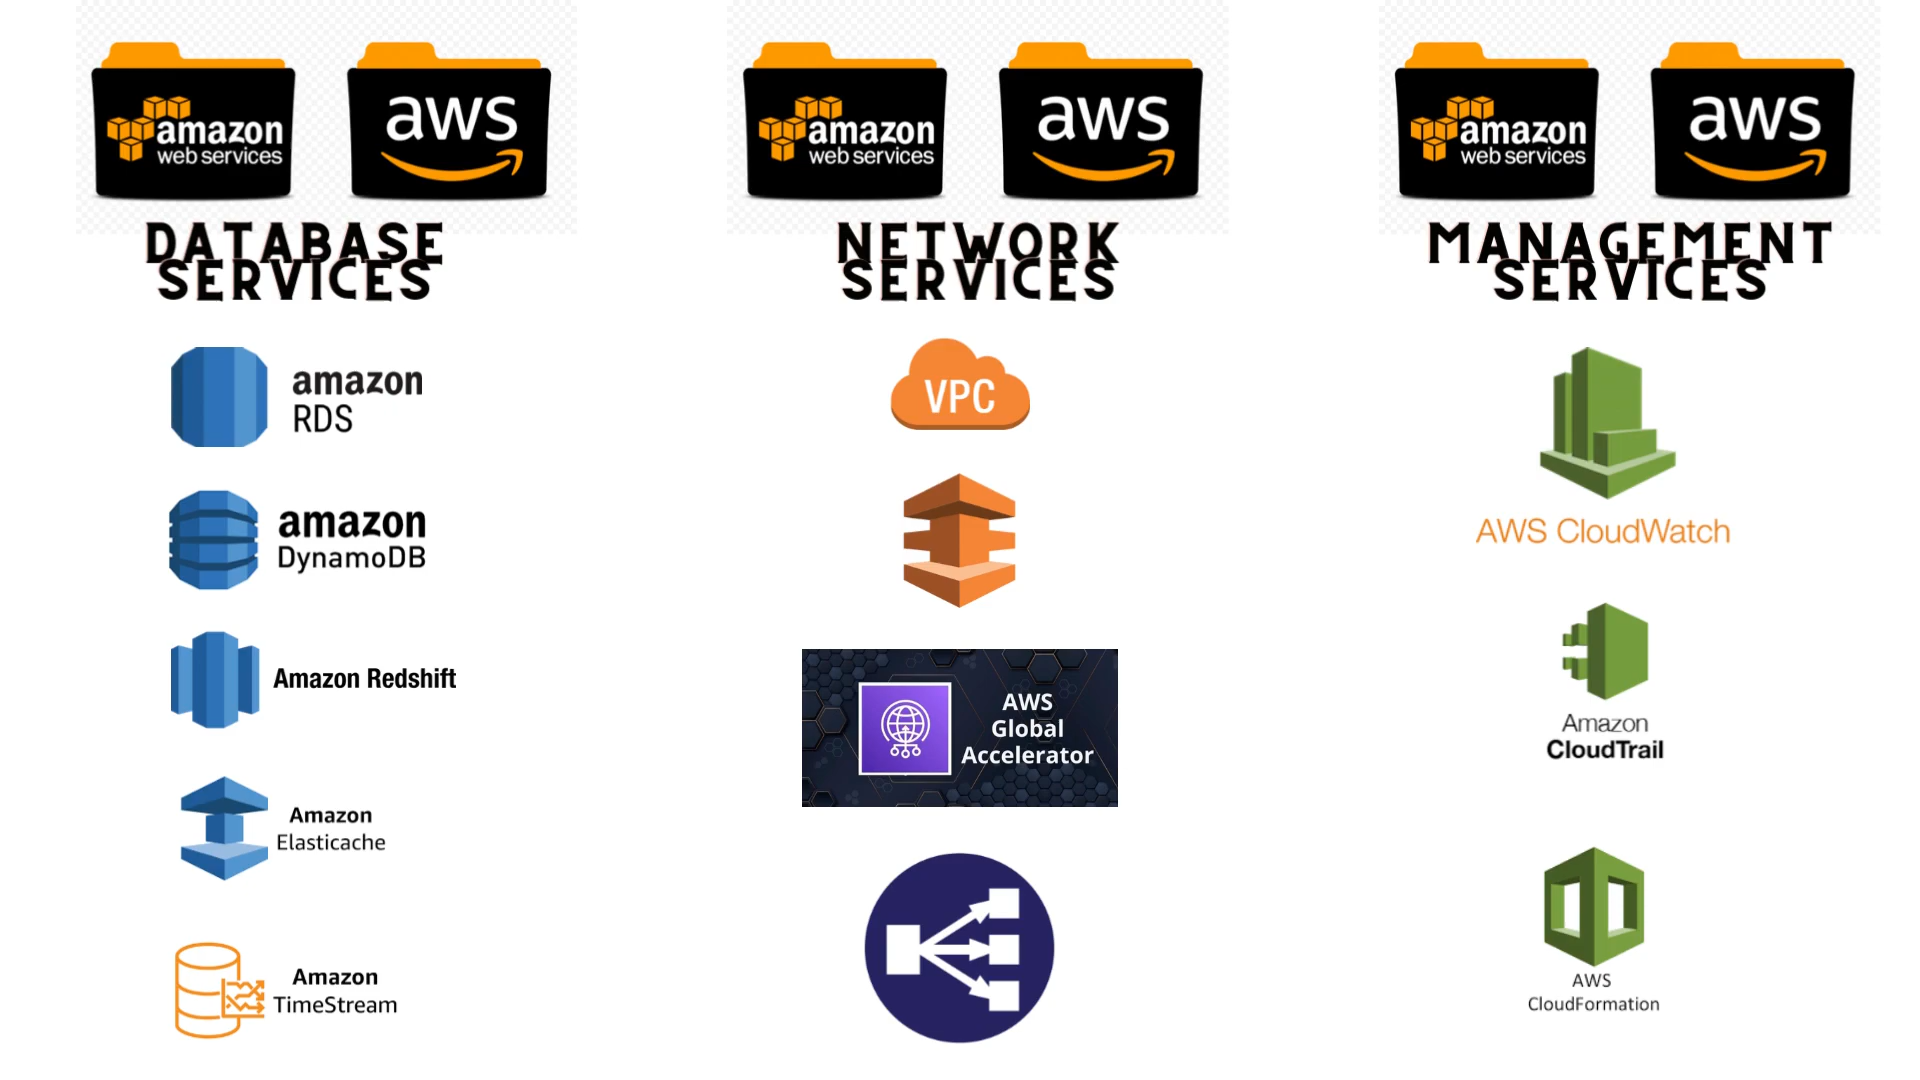 amazon
web services
aws
DATABASE
SERVICES
amazon
RDS
amazon
DynamoDB
Amazon Redshift
Amazon
Elasticache
Amazon
TimeStream
amazon
web services
aws
NETWORK
SERVICES
VPC
AWS
Global
Accelerator
amazon
web services
aws
MANAGEMENT
SERVICES
AWS CloudWatch
Amazon
CloudTrail
AWS
CloudFormation